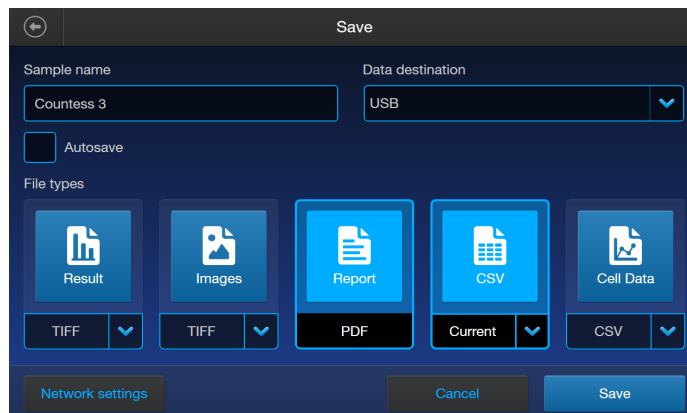 Save
Sample name
Data destination
Countess 3
USB
Autosave
File types
Result Images Report CSV Cell Data
TIFF TIFF PDF Current CSV
Network settings Cancel Save